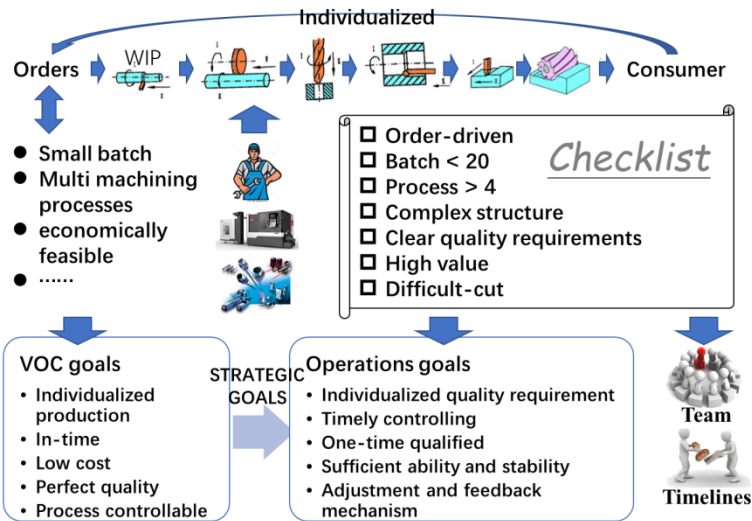 Individualized
Orders
WIP
Consumer
● Small batch
● Multi machining
processes
● economically
feasible
● ……
Checklist
□ Order-driven
□ Batch < 20
□ Process > 4
□ Complex structure
□ Clear quality requirements
□ High value
□ Difficult-cut
VOC goals
• Individualized
production
• In-time
• Low cost
• Perfect quality
• Process controllable
STRATEGIC
GOALS
Operations goals
• Individualized quality requirement
• Timely controlling
• One-time qualified
• Sufficient ability and stability
• Adjustment and feedback
mechanism
Team
Timelines